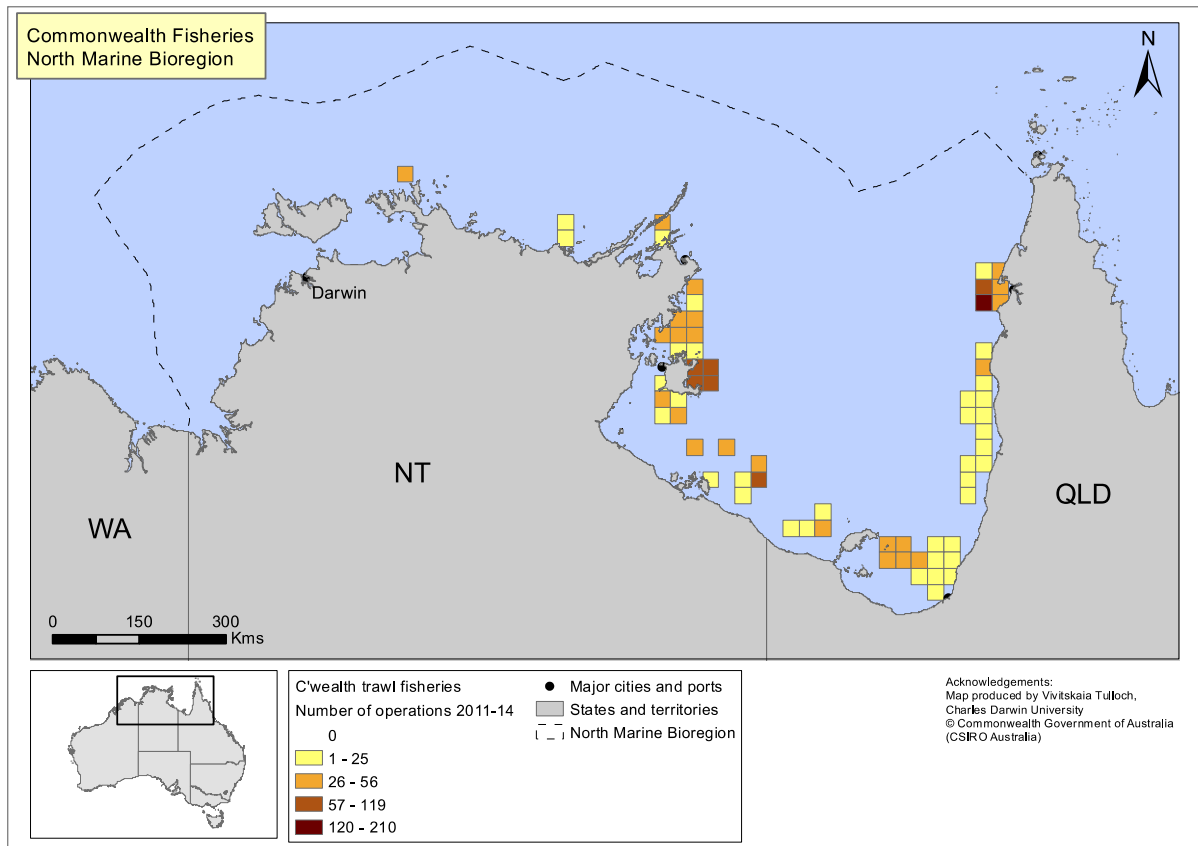 Commonwealth Fisheries
North Marine Bioregion
N
Darwin
NT
WA
QLD
0 150 300
Kms
C'wealth trawl fisheries
Number of operations 2011-14
0
1 - 25
26 - 56
57 - 119
120 - 210
Major cities and ports
States and territories
North Marine Bioregion
Acknowledgements:
Map produced by Vivitskaia Tulloch,
Charles Darwin University
© Commonwealth Government of Australia
(CSIRO Australia)